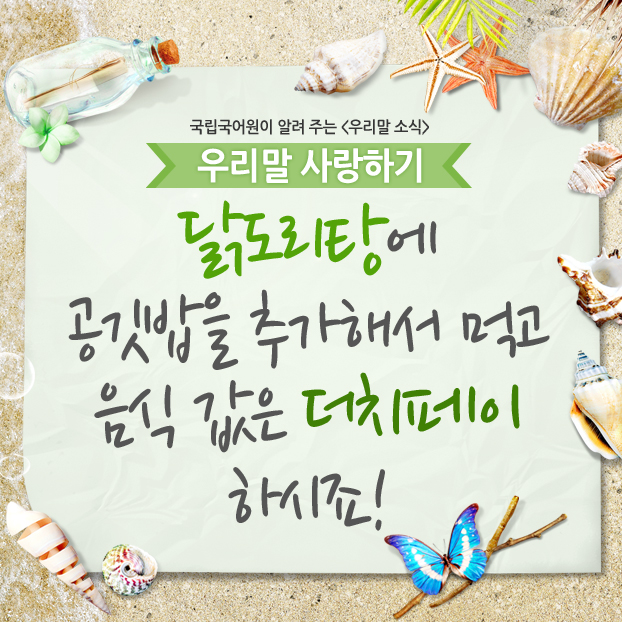 국립국어원이 알려 주는 <우리말 소식>
우리말 사랑하기
닭도리탕에
공깃밥을 추가해서 먹고
음식 값은 더치페이
하시죠!